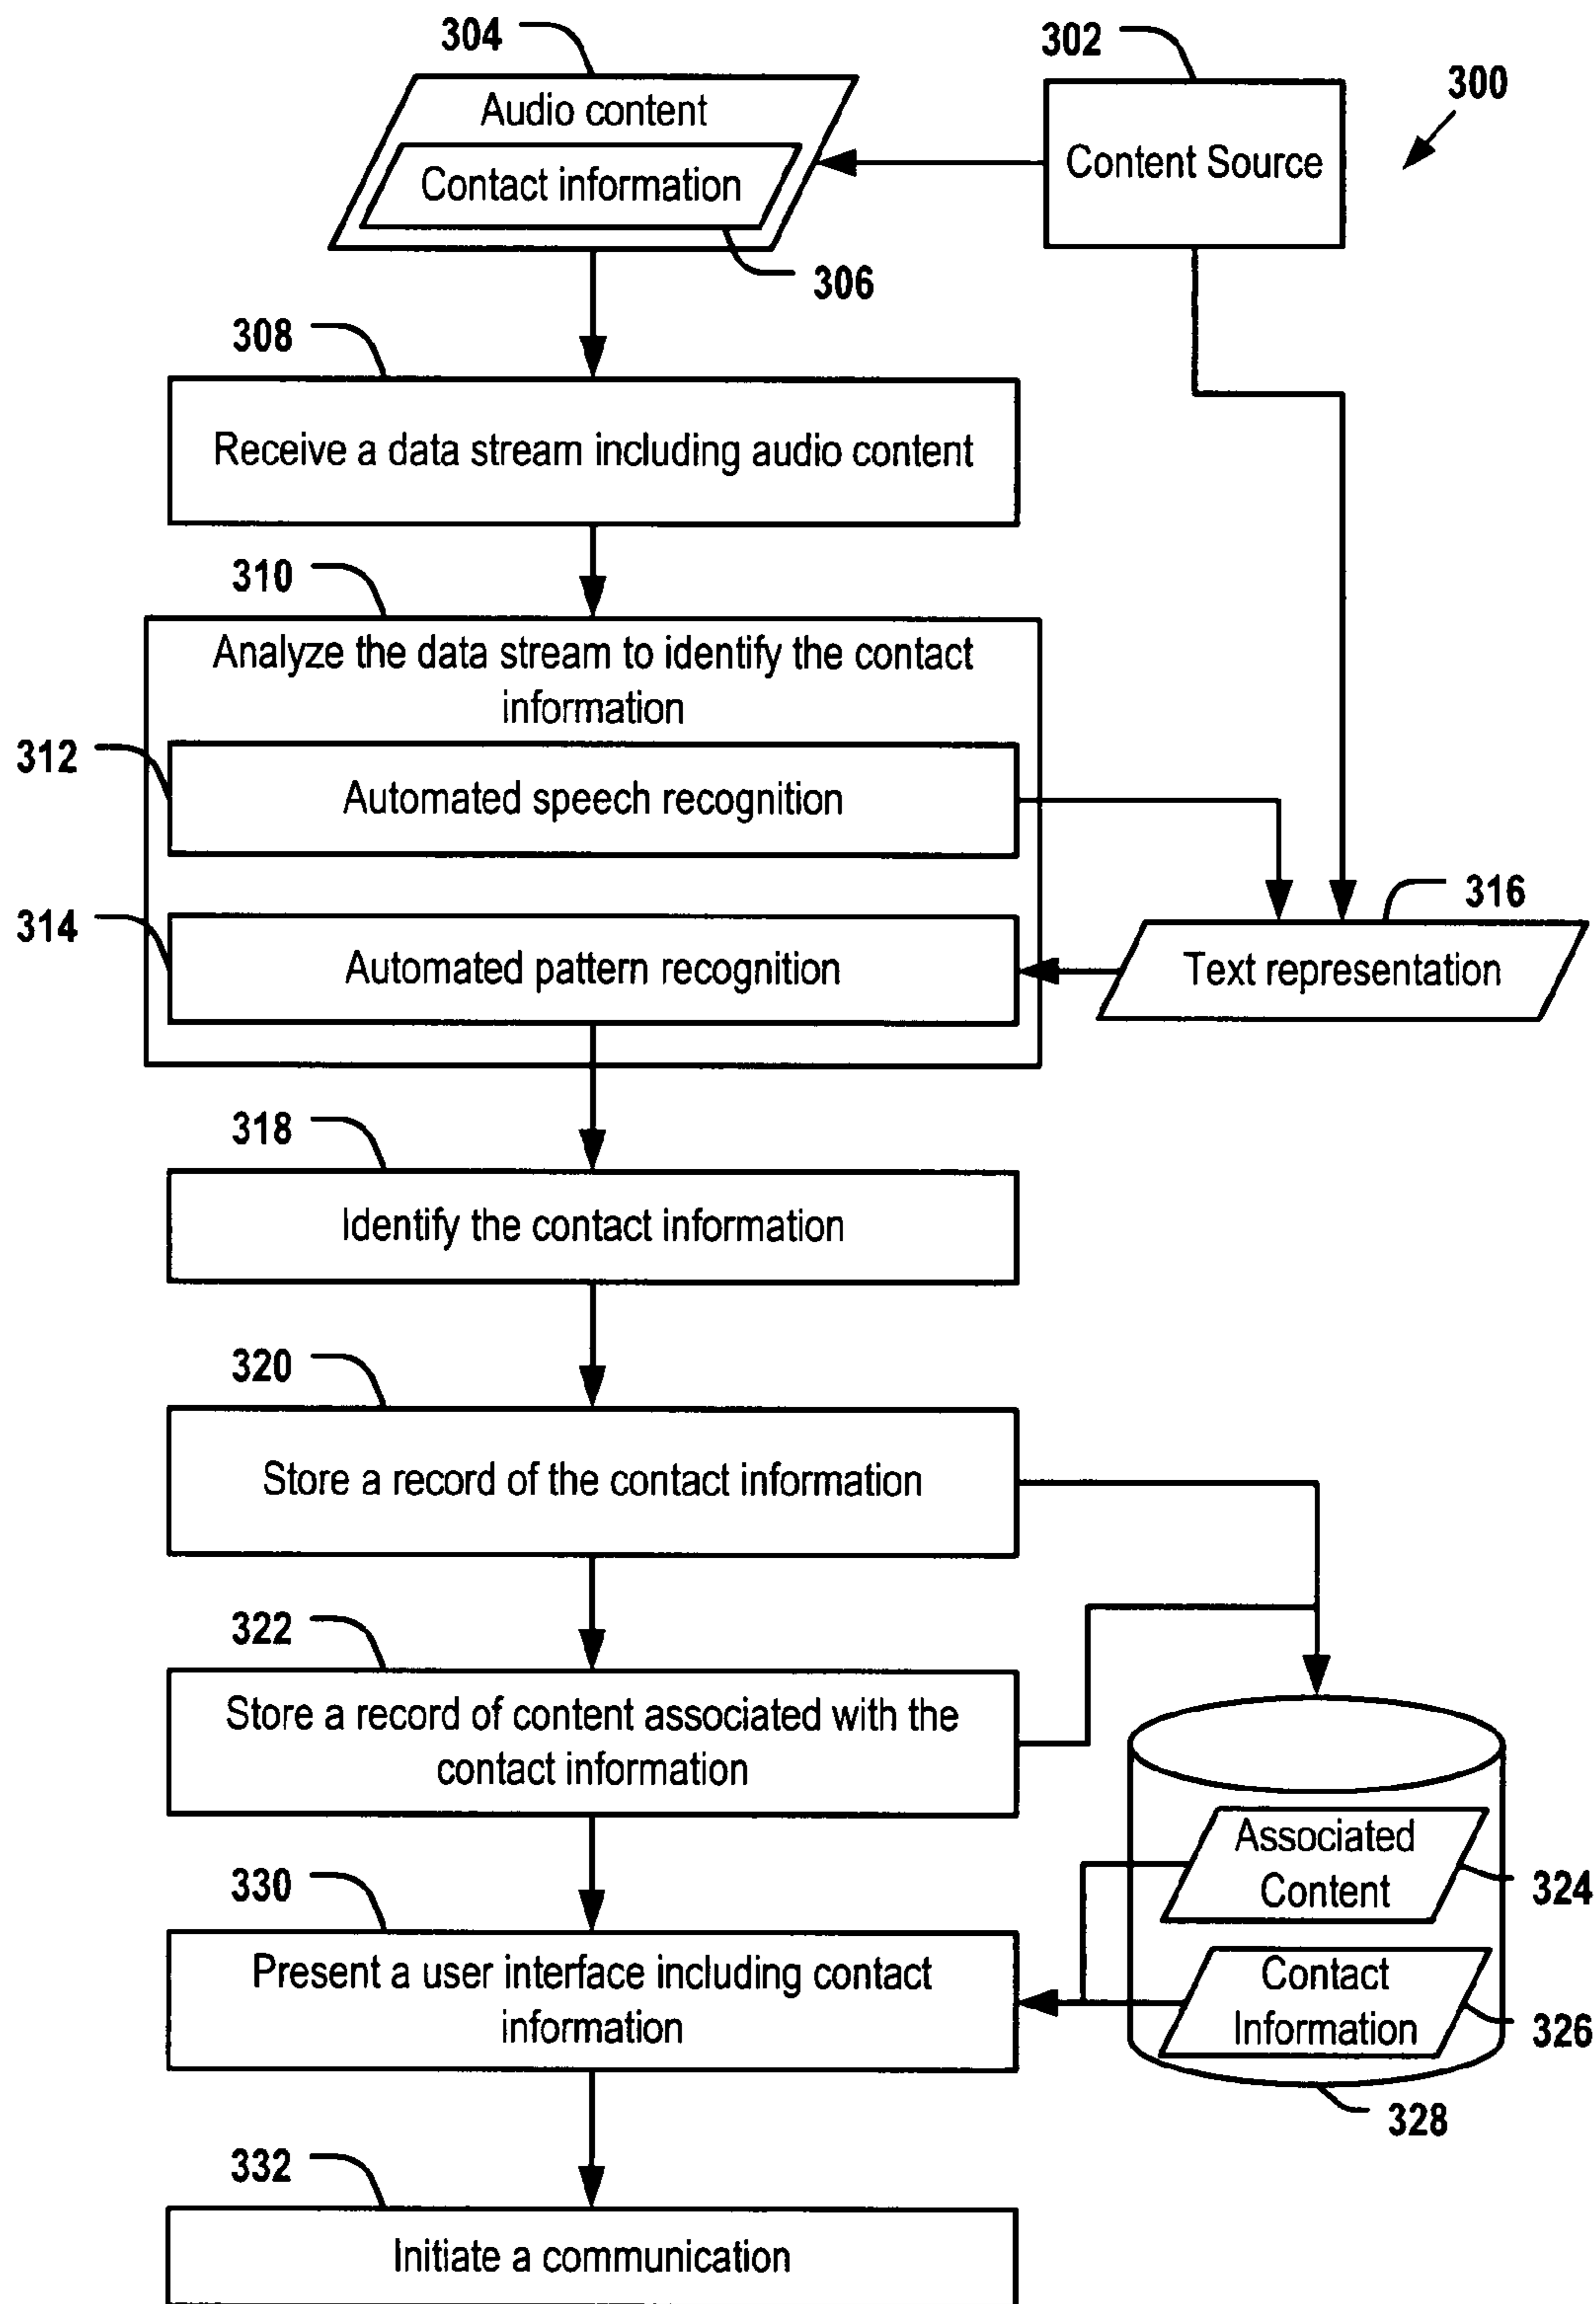 304
302
300
Audio content
Content Source
Contact information
306
308
Receive a data stream including audio content
310
Analyze the data stream to identify the contact
information
312
Automated speech recognition
314
316
Automated pattern recognition
Text representation
318
Identify the contact information
320
Store a record of the contact information
322
Store a record of content associated with the
contact information
Associated
Content
324
330
Present a user interface including contact
information
Contact
Information
326
328
332
Initiate a communication